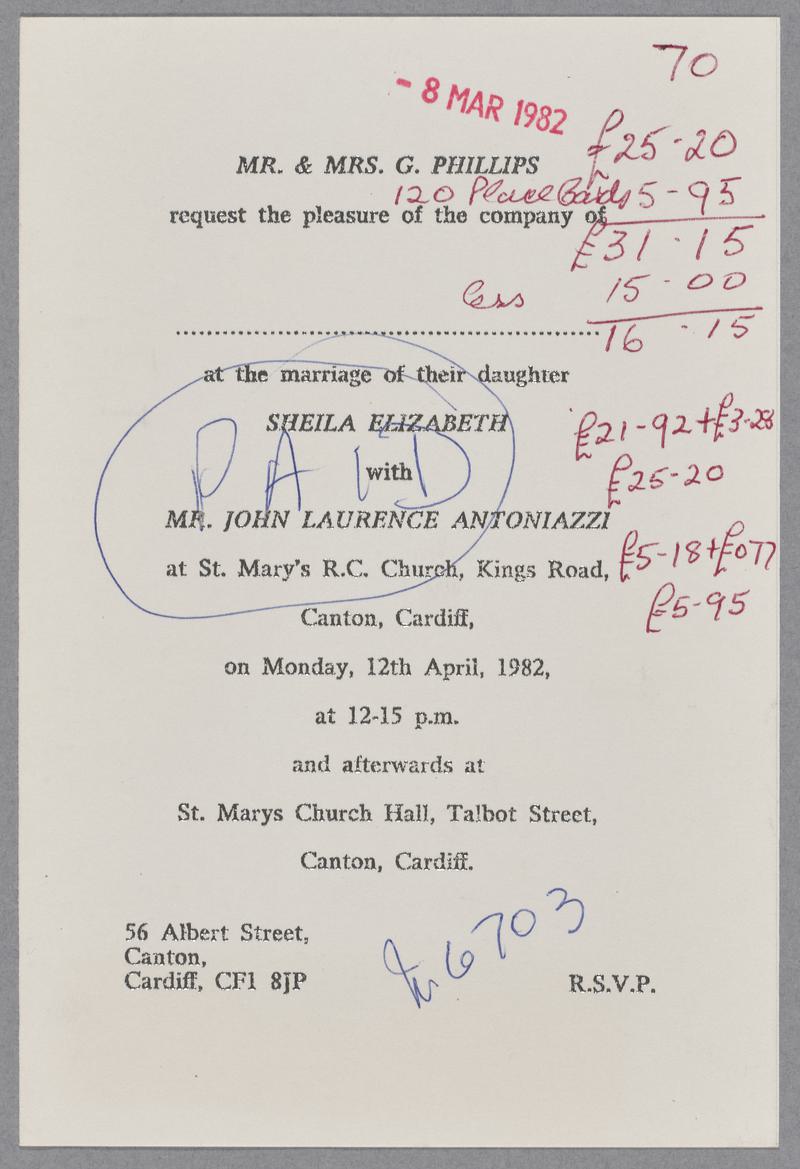 70
- 8 MAR 1982
£25-20
MR. & MRS. G. PHILLIPS
120 Place Cards 5-95
request the pleasure of the company of
£31-15
less 15-00
........................................................................
16-15
at the marriage of their daughter
SHEILA ELIZABETH
£21-92+£3-28
PAID
with
£25-20
MR. JOHN LAURENCE ANTONIAZZI
at St. Mary's R.C. Church, Kings Road,
£5-18+£077
£5-95
Canton, Cardiff,
on Monday, 12th April, 1982,
at 12-15 p.m.
and afterwards at
St. Marys Church Hall, Talbot Street,
Canton, Cardiff.
56 Albert Street,
Canton,
Cardiff, CF1 8JP
6703
R.S.V.P.